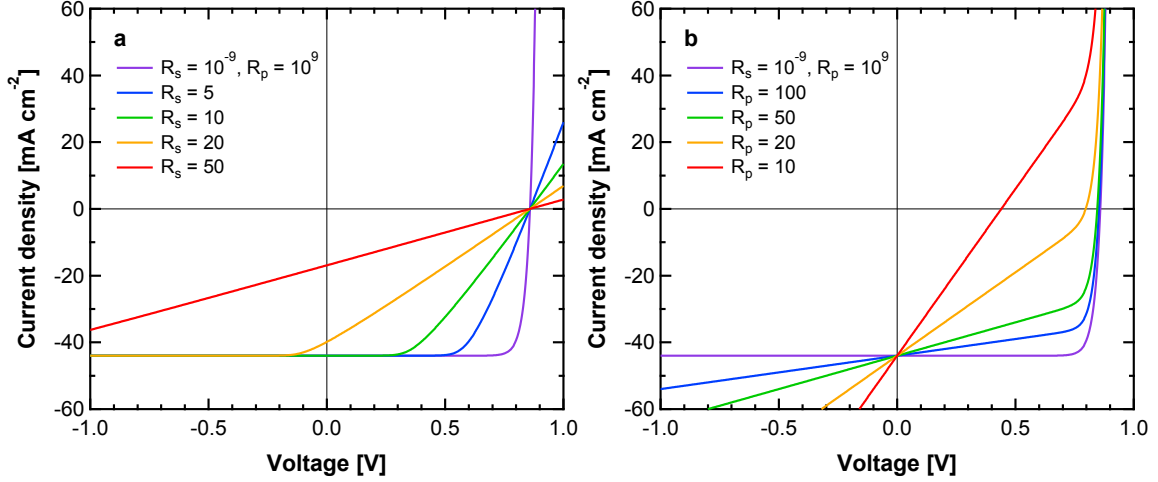 a
R_s = 10^-9, R_p = 10^9
R_s = 5
R_s = 10
R_s = 20
R_s = 50
60
40
20
0
-20
-40
-60
-1.0 -0.5 0.0 0.5 1.0
Current density [mA cm^-2]
Voltage [V]
b
R_s = 10^-9, R_p = 10^9
R_p = 100
R_p = 50
R_p = 20
R_p = 10
60
40
20
0
-20
-40
-60
-1.0 -0.5 0.0 0.5 1.0
Current density [mA cm^-2]
Voltage [V]